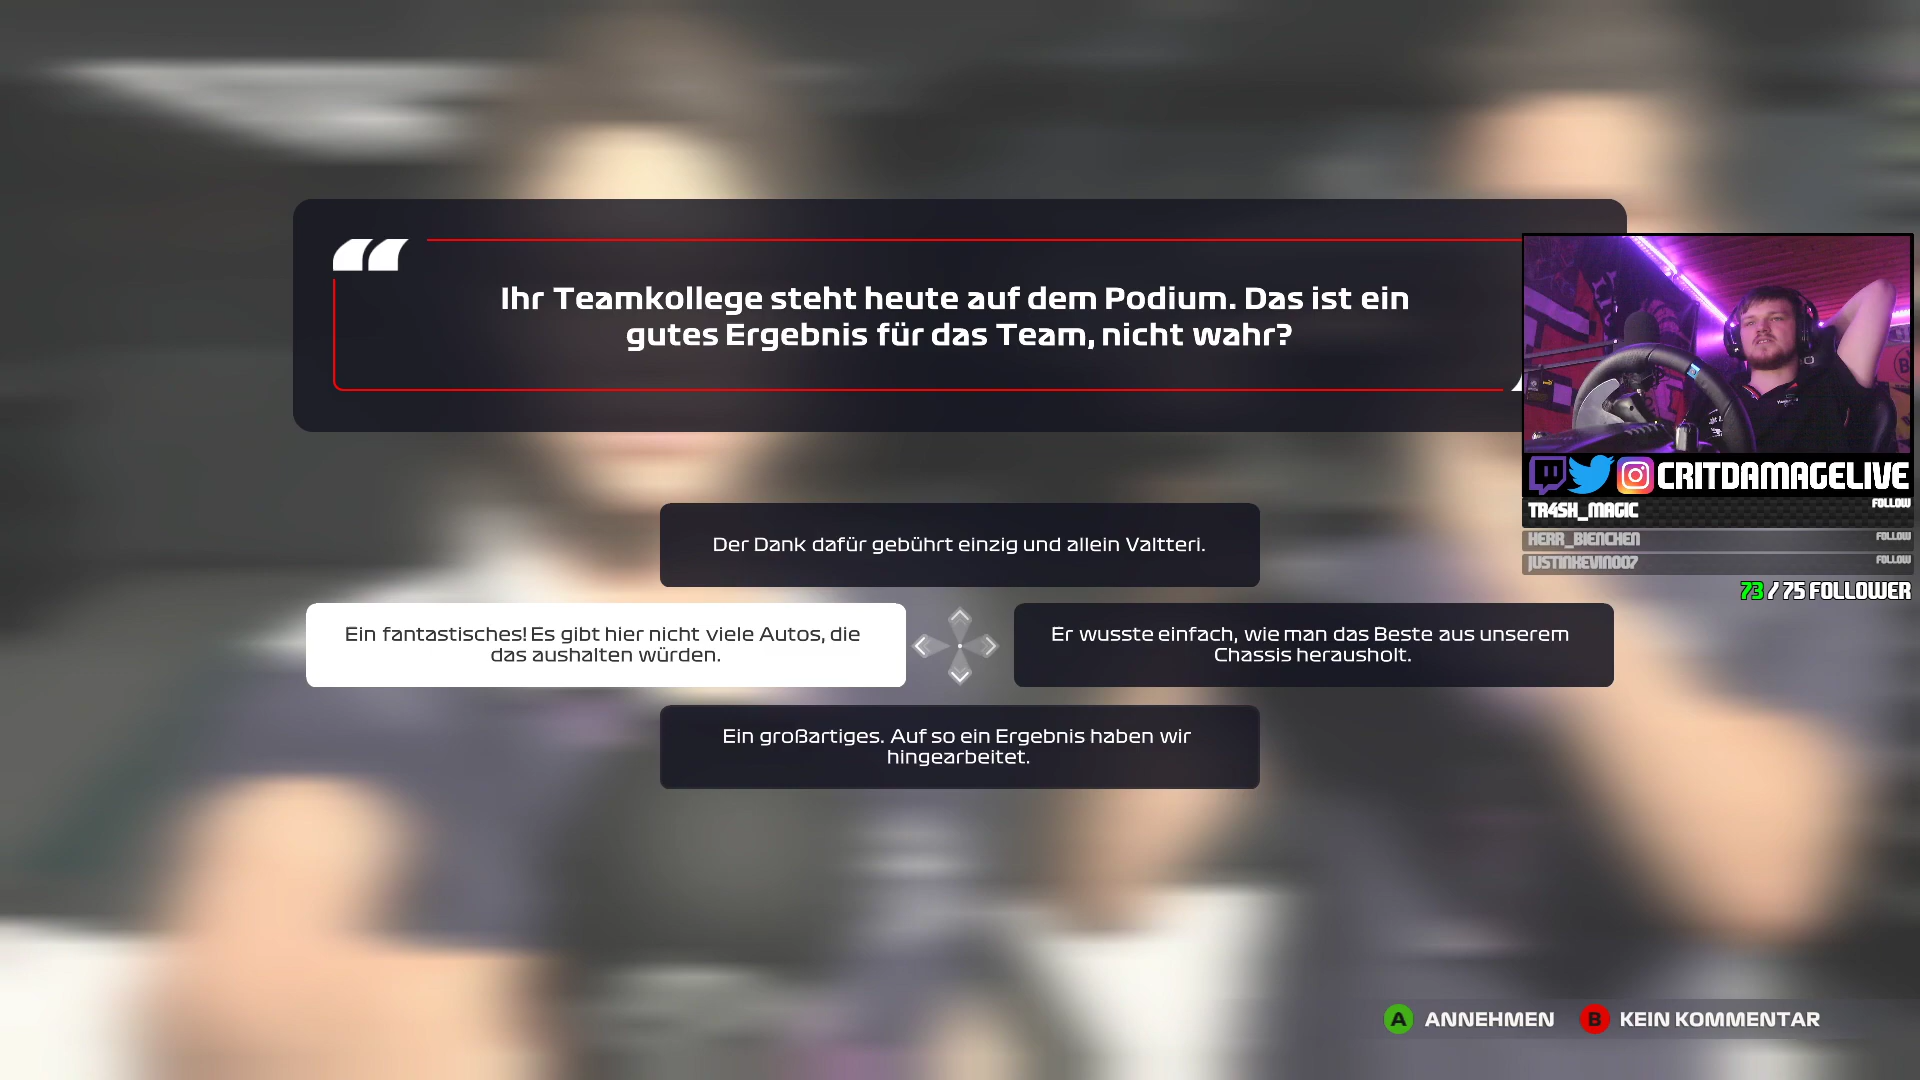 Ihr Teamkollege steht heute auf dem Podium. Das ist ein
gutes Ergebnis für das Team, nicht wahr?
Der Dank dafür gebührt einzig und allein Valtteri.
Ein fantastisches! Es gibt hier nicht viele Autos, die
das aushalten würden.
Er wusste einfach, wie man das Beste aus unserem
Chassis herausholt.
Ein großartiges. Auf so ein Ergebnis haben wir
hingearbeitet.
CRITDAMAGELIVE
TR4SH_MAGIC FOLLOW
HERR_BIENCHEN FOLLOW
JUSTINKEVIN007 FOLLOW
73 / 75 FOLLOWER
A ANNEHMEN B KEIN KOMMENTAR